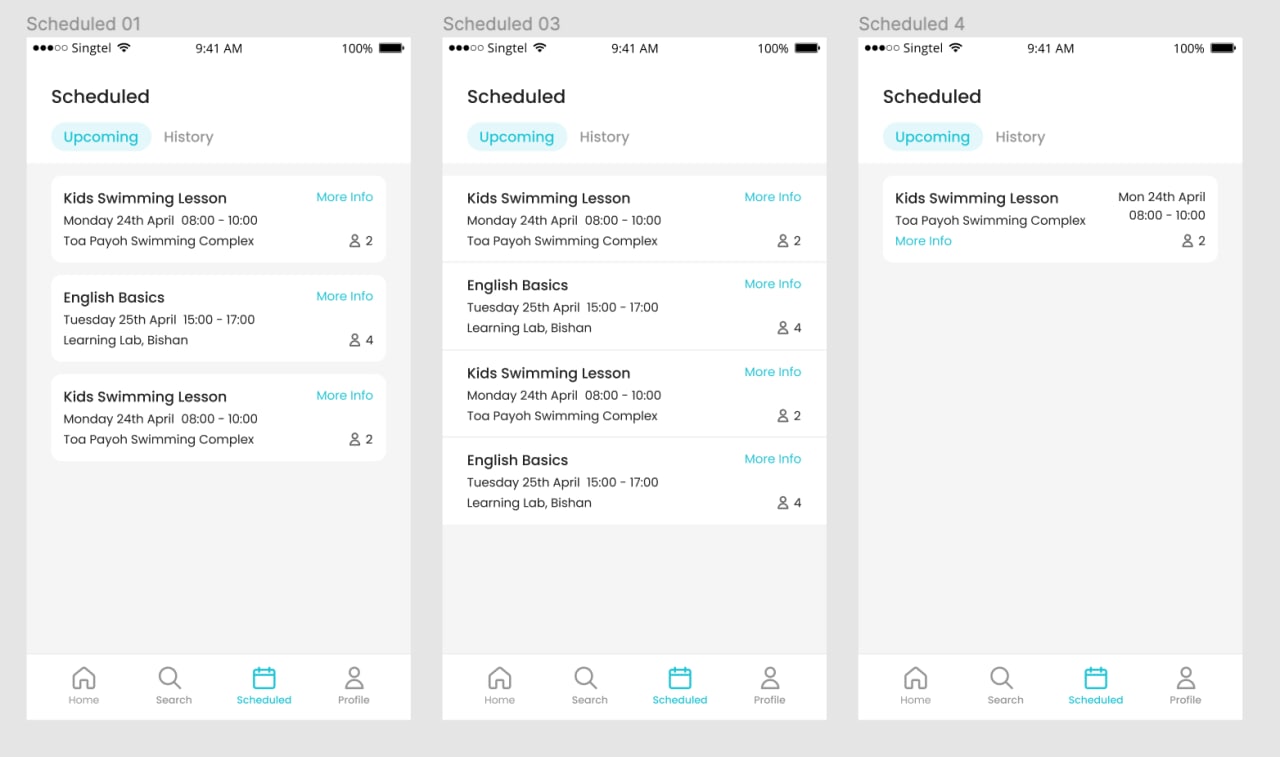 Scheduled 01
Singtel 9:41 AM 100%
Scheduled
Upcoming History
Kids Swimming Lesson More Info
Monday 24th April 08:00 - 10:00
Toa Payoh Swimming Complex 2
English Basics More Info
Tuesday 25th April 15:00 - 17:00
Learning Lab, Bishan 4
Kids Swimming Lesson More Info
Monday 24th April 08:00 - 10:00
Toa Payoh Swimming Complex 2
Home Search Scheduled Profile
Scheduled 03
Singtel 9:41 AM 100%
Scheduled
Upcoming History
Kids Swimming Lesson More Info
Monday 24th April 08:00 - 10:00
Toa Payoh Swimming Complex 2
English Basics More Info
Tuesday 25th April 15:00 - 17:00
Learning Lab, Bishan 4
Kids Swimming Lesson More Info
Monday 24th April 08:00 - 10:00
Toa Payoh Swimming Complex 2
English Basics More Info
Tuesday 25th April 15:00 - 17:00
Learning Lab, Bishan 4
Home Search Scheduled Profile
Scheduled 4
Singtel 9:41 AM 100%
Scheduled
Upcoming History
Kids Swimming Lesson Mon 24th April
Toa Payoh Swimming Complex 08:00 - 10:00
More Info 2
Home Search Scheduled Profile